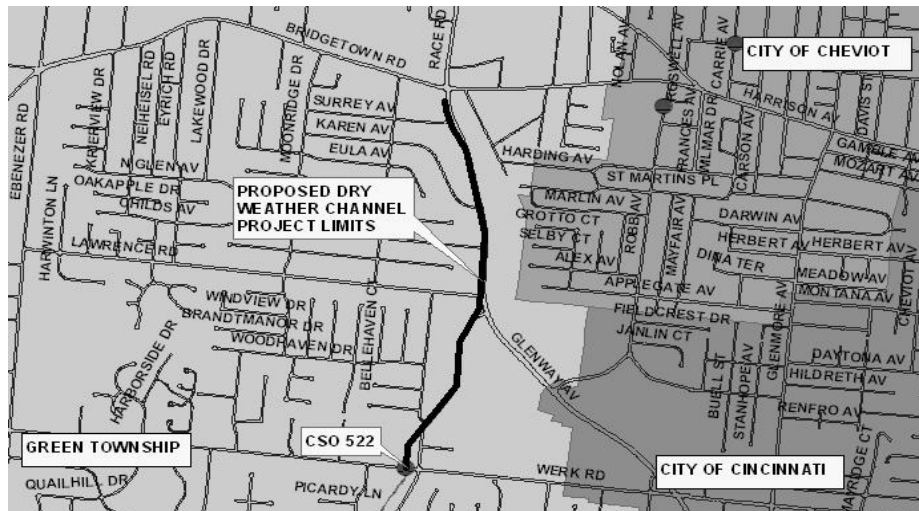 BRIDGETOWN RD
RACE RD
NOLAN AV
ROSWELL AV
CARRIE AV
CITY OF CHEVIOT
HARRISON AV
DAVIS ST
EBENEZER RD
KRIERVIEW DR
NEIHEISEL RD
EYRICH RD
LAKEWOOD DR
MOONRIDGE DR
SURREY AV
KAREN AV
EULA AV
FRANCES AV
WILMAR DR
CARSON AV
GAMBLE AV
MOZART AV
HARDING AV
ST MARTINS PL
N GLEN AV
OAKAPPLE DR
CHILDS AV
HARWINTON LN
LAWRENCE RD
PROPOSED DRY
WEATHER CHANNEL
PROJECT LIMITS
MARLIN AV
GROTTO CT
SELBY CT
ALEX AV
ROBB AV
MAYFAIR AV
DARWIN AV
HERBERT AV
HERBERT AV
DINA TER
MEADOW AV
MONTANA AV
CHEVIOT AV
APPLEGATE AV
FIELDCREST DR
JANLIN CT
WINDVIEW DR
BRANDTMANOR DR
WOODHAVEN DR
BELLEHAVEN CT
HARBORSIDE DR
GLENWAY AV
BUELL ST
STANHOPE AV
GLENMORE AV
DAYTONA AV
HILDRETH AV
RENFRO AV
GREEN TOWNSHIP
CSO 522
WERK RD
CITY OF CINCINNATI
MAYRIDGE CT
QUAILHILL DR
PICARDY LN